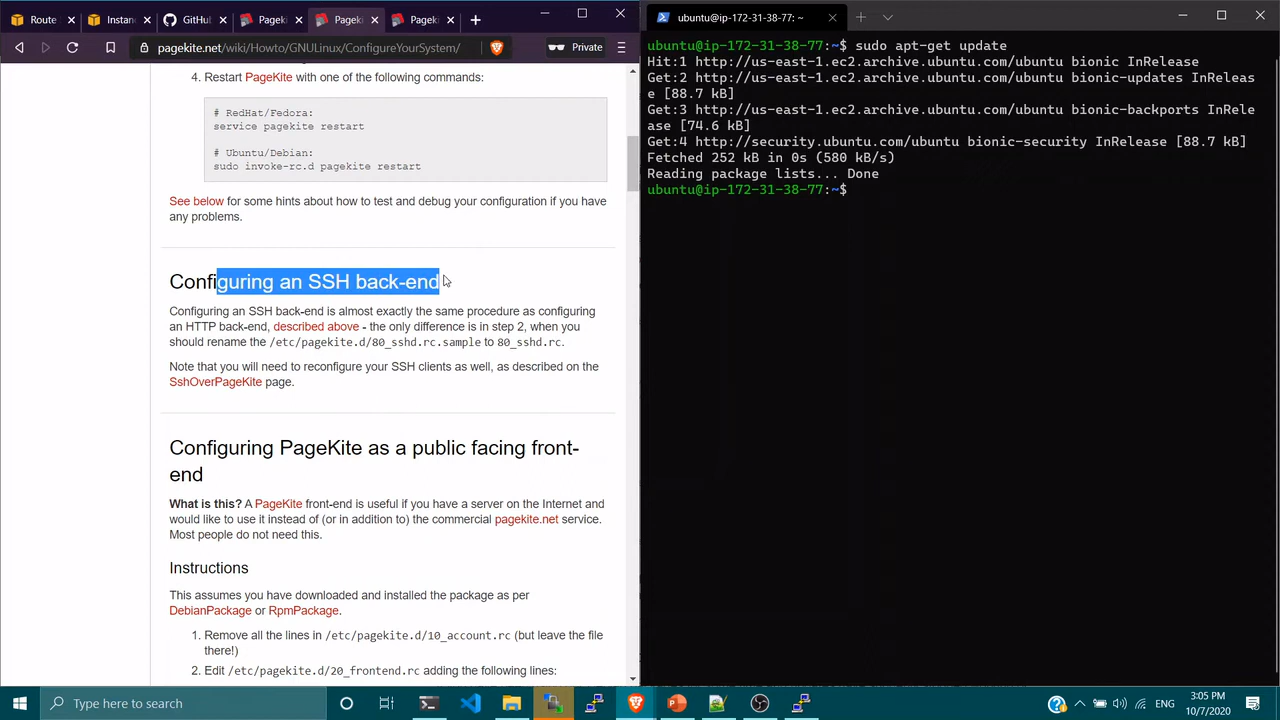 Route
Instanc
GitHub
Pageki
Pageki
Pageki
pagekite.net/wiki/Howto/GNULinux/ConfigureYourSystem/
Private
4. Restart PageKite with one of the following commands:
# RedHat/Fedora:
service pagekite restart
# Ubuntu/Debian:
sudo invoke-rc.d pagekite restart
See below for some hints about how to test and debug your configuration if you have
any problems.
Configuring an SSH back-end
Configuring an SSH back-end is almost exactly the same procedure as configuring
an HTTP back-end, described above - the only difference is in step 2, when you
should rename the /etc/pagekite.d/80_sshd.rc.sample to 80_sshd.rc.
Note that you will need to reconfigure your SSH clients as well, as described on the
SshOverPageKite page.
Configuring PageKite as a public facing front-
end
What is this? A PageKite front-end is useful if you have a server on the Internet and
would like to use it instead of (or in addition to) the commercial pagekite.net service.
Most people do not need this.
Instructions
This assumes you have downloaded and installed the package as per
DebianPackage or RpmPackage.
1. Remove all the lines in /etc/pagekite.d/10_account.rc (but leave the file
there!)
2. Edit /etc/pagekite.d/20_frontend.rc adding the following lines:
ubuntu@ip-172-31-38-77: ~
ubuntu@ip-172-31-38-77:~$ sudo apt-get update
Hit:1 http://us-east-1.ec2.archive.ubuntu.com/ubuntu bionic InRelease
Get:2 http://us-east-1.ec2.archive.ubuntu.com/ubuntu bionic-updates InReleas
e [88.7 kB]
Get:3 http://us-east-1.ec2.archive.ubuntu.com/ubuntu bionic-backports InRele
ase [74.6 kB]
Get:4 http://security.ubuntu.com/ubuntu bionic-security InRelease [88.7 kB]
Fetched 252 kB in 0s (580 kB/s)
Reading package lists... Done
ubuntu@ip-172-31-38-77:~$
Type here to search
ENG
3:05 PM
10/7/2020